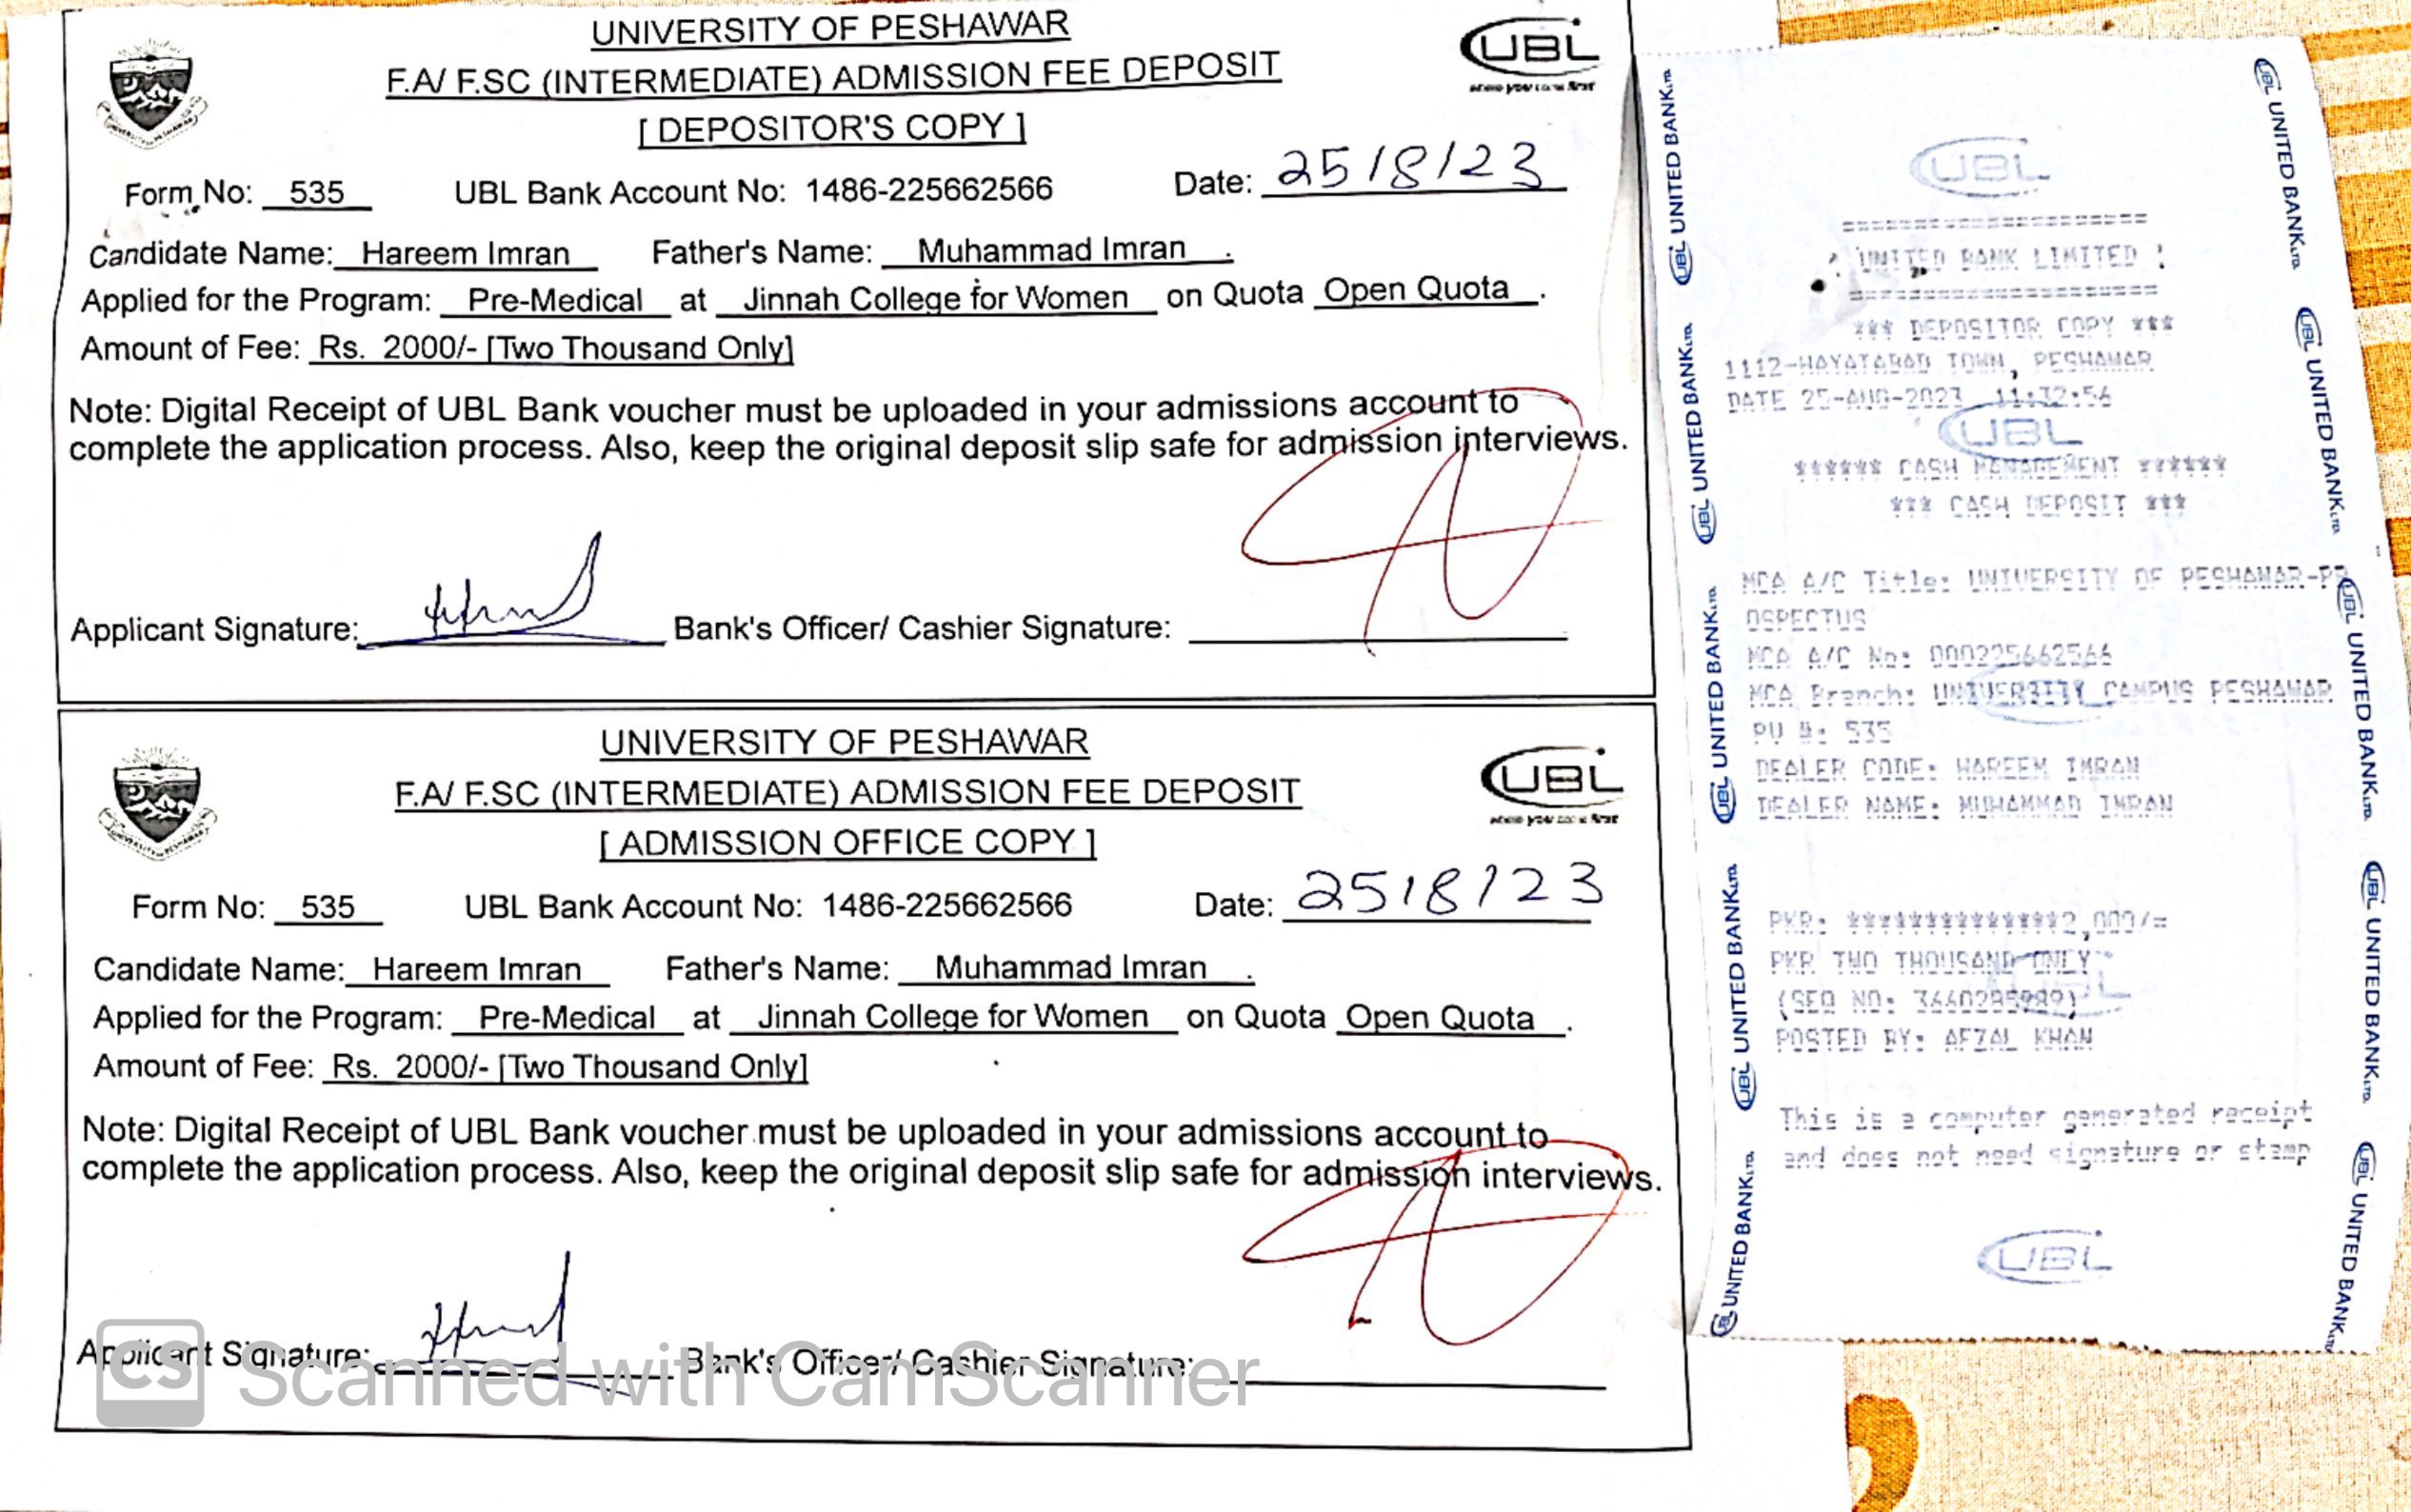 UNIVERSITY OF PESHAWAR
F.A/ F.SC (INTERMEDIATE) ADMISSION FEE DEPOSIT
[ DEPOSITOR'S COPY ]
UBL
where you come first
Form No: 535 UBL Bank Account No: 1486-225662566 Date: 25/8/23
Candidate Name: Hareem Imran Father's Name: Muhammad Imran .
Applied for the Program: Pre-Medical at Jinnah College for Women on Quota Open Quota .
Amount of Fee: Rs. 2000/- [Two Thousand Only]
Note: Digital Receipt of UBL Bank voucher must be uploaded in your admissions account to
complete the application process. Also, keep the original deposit slip safe for admission interviews.
Applicant Signature: Bank's Officer/ Cashier Signature:
UNIVERSITY OF PESHAWAR
F.A/ F.SC (INTERMEDIATE) ADMISSION FEE DEPOSIT
[ ADMISSION OFFICE COPY ]
UBL
where you come first
Form No: 535 UBL Bank Account No: 1486-225662566 Date: 25/8/23
Candidate Name: Hareem Imran Father's Name: Muhammad Imran .
Applied for the Program: Pre-Medical at Jinnah College for Women on Quota Open Quota .
Amount of Fee: Rs. 2000/- [Two Thousand Only]
Note: Digital Receipt of UBL Bank voucher must be uploaded in your admissions account to
complete the application process. Also, keep the original deposit slip safe for admission interviews.
Applicant Signature: Bank's Officer/ Cashier Signature:
CS Scanned with CamScanner
UBL
UNITED BANK LIMITED !
*** DEPOSITOR COPY ***
1112-HAYATABAD TOWN, PESHAWAR
DATE 25-AUG-2023 11:32:56
UBL
****** CASH MANAGEMENT ******
*** CASH DEPOSIT ***
MCA A/C Title: UNIVERSITY OF PESHAWAR-PR
OSPECTUS
MCA A/C No: 000225662566
MCA Branch: UNIVERSITY CAMPUS PESHAWAR
PV #: 535
DEALER CODE: HAREEM IMRAN
DEALER NAME: MUHAMMAD IMRAN
PKR: ***************2,000/=
PKR TWO THOUSAND ONLY
(SEQ NO:
POSTED BY: AFZAL KHAN
This is a computer generated receipt
and does not need signature or stamp
UBL
UBL UNITED BANK LTD.
UBL UNITED BANK LTD.
UBL UNITED BANK LTD.
UBL UNITED BANK LTD.
UBL UNITED BANK LTD.
UBL UNITED BANK LTD.
UBL UNITED BANK LTD.
UBL UNITED BANK LTD.
UBL UNITED BANK LTD.
UBL UNITED BANK LTD.